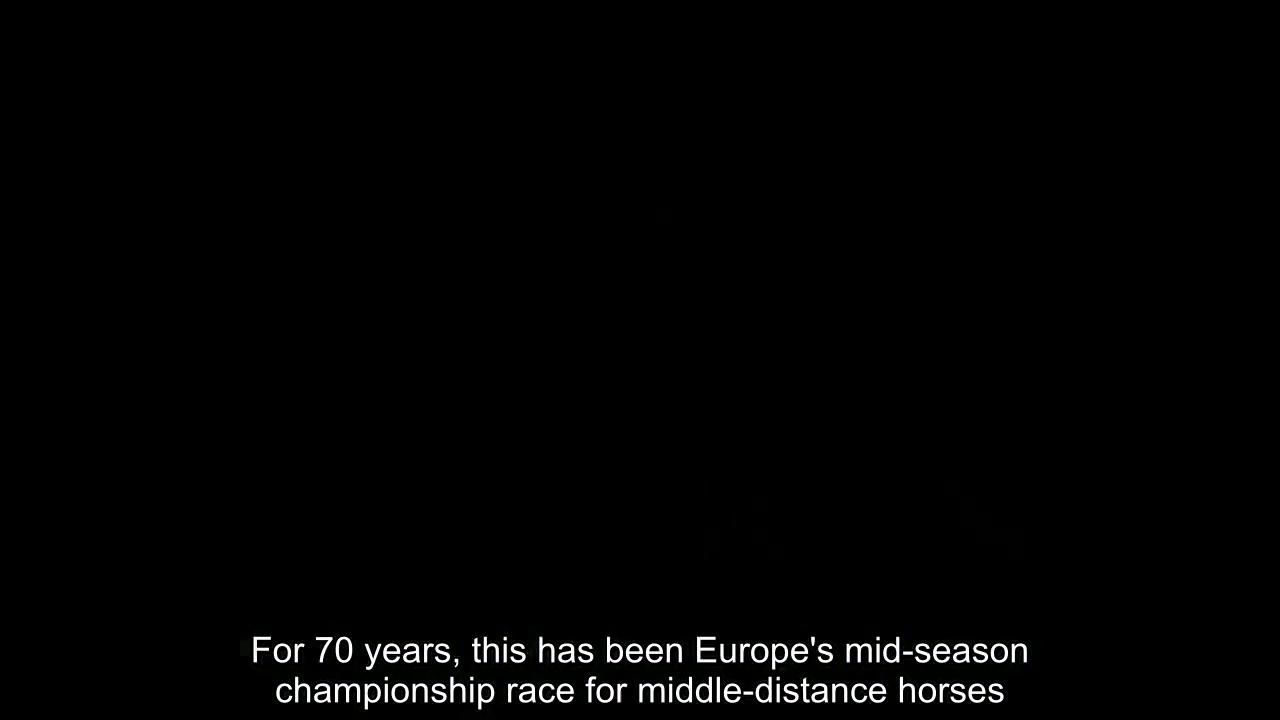 For 70 years, this has been Europe's mid-season
championship race for middle-distance horses